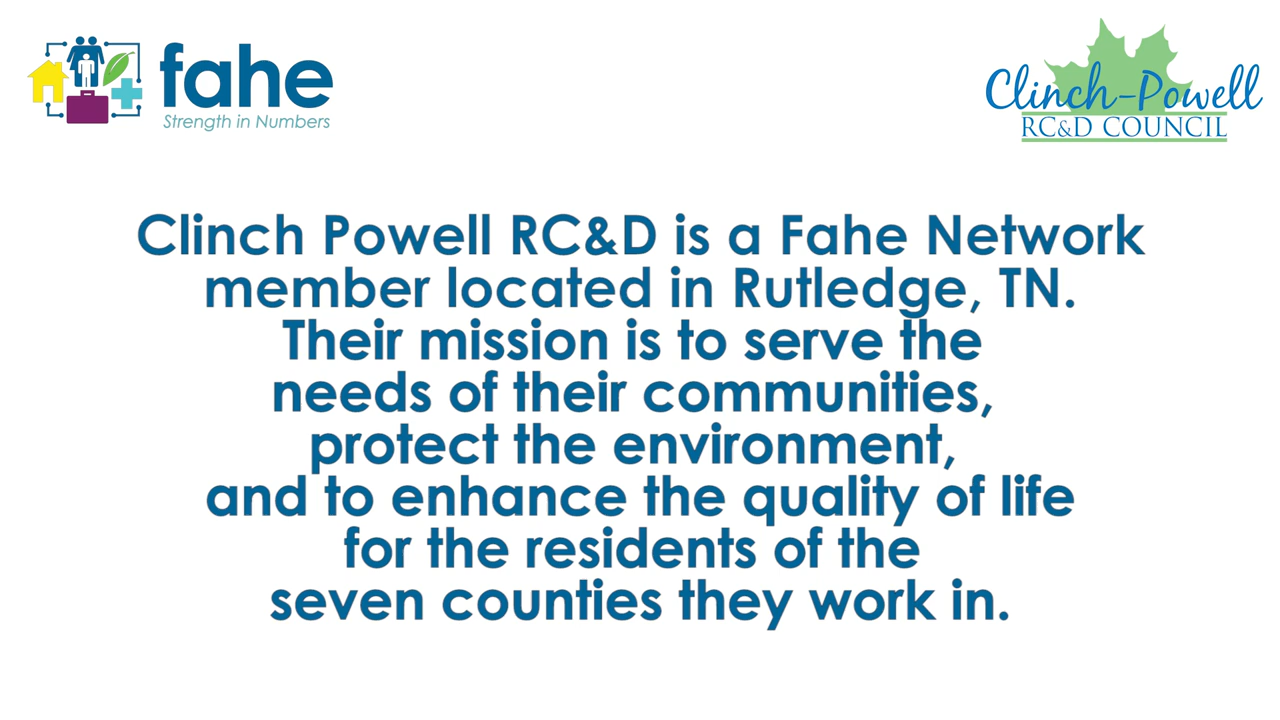 fahe
Strength in Numbers
Clinch-Powell
RC&D COUNCIL
Clinch Powell RC&D is a Fahe Network
member located in Rutledge, TN.
Their mission is to serve the
needs of their communities,
protect the environment,
and to enhance the quality of life
for the residents of the
seven counties they work in.